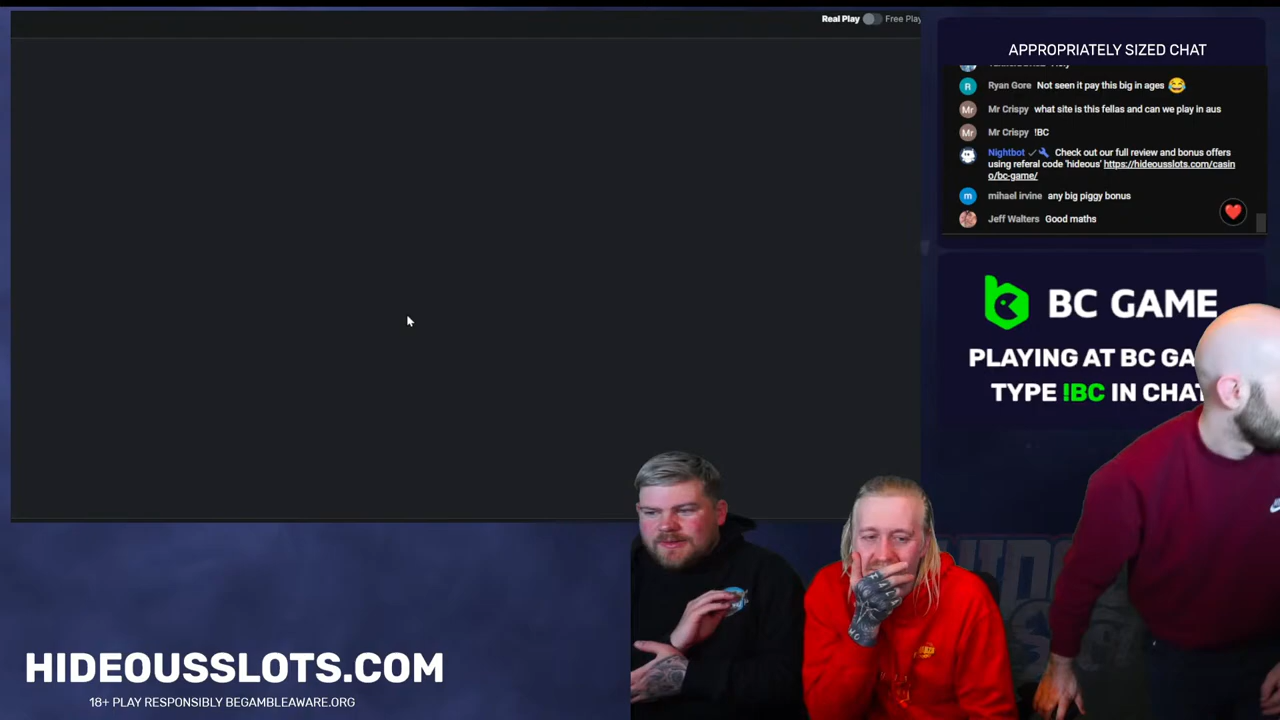 Real Play Free Play
APPROPRIATELY SIZED CHAT
R Ryan Gore Not seen it pay this big in ages
Mr Mr Crispy what site is this fellas and can we play in aus
Mr Mr Crispy !BC
Nightbot Check out our full review and bonus offers
using referal code 'hideous' https://hideousslots.com/casin
o/bc-game/
m mihael irvine any big piggy bonus
Jeff Walters Good maths
BC GAME
PLAYING AT BC GA
TYPE !BC IN CHAT
HIDEOUSSLOTS.COM
18+ PLAY RESPONSIBLY BEGAMBLEAWARE.ORG